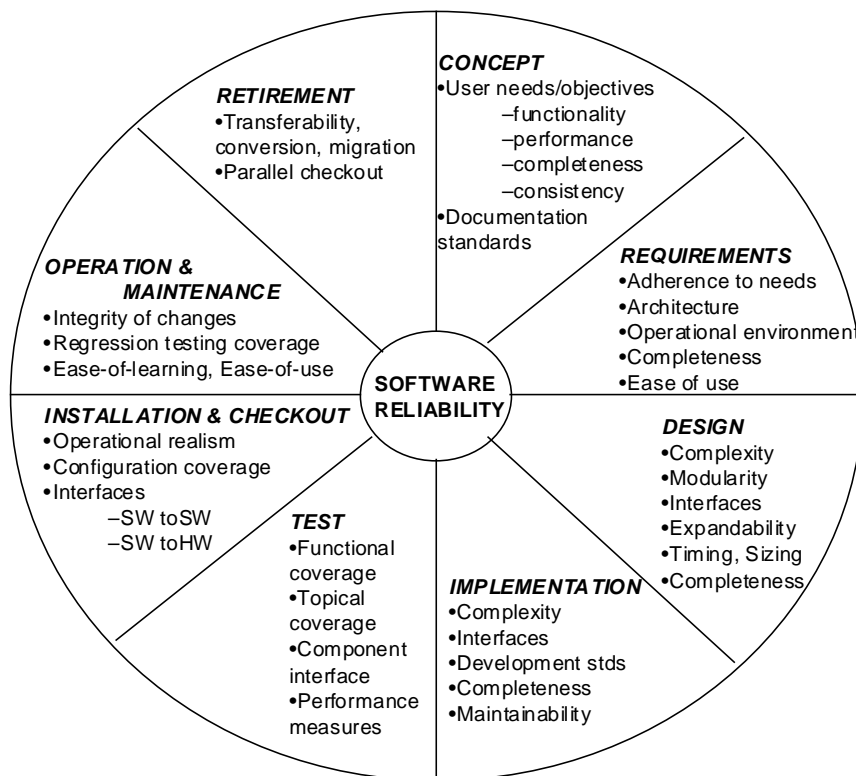 CONCEPT
•User needs/objectives
–functionality
–performance
–completeness
–consistency
•Documentation
standards
REQUIREMENTS
•Adherence to needs
•Architecture
•Operational environment
•Completeness
•Ease of use
DESIGN
•Complexity
•Modularity
•Interfaces
•Expandability
•Timing, Sizing
•Completeness
IMPLEMENTATION
•Complexity
•Interfaces
•Development stds
•Completeness
•Maintainability
TEST
•Functional
coverage
•Topical
coverage
•Component
interface
•Performance
measures
INSTALLATION & CHECKOUT
•Operational realism
•Configuration coverage
•Interfaces
–SW toSW
–SW toHW
OPERATION &
MAINTENANCE
•Integrity of changes
•Regression testing coverage
•Ease-of-learning, Ease-of-use
RETIREMENT
•Transferability,
conversion, migration
•Parallel checkout
SOFTWARE
RELIABILITY